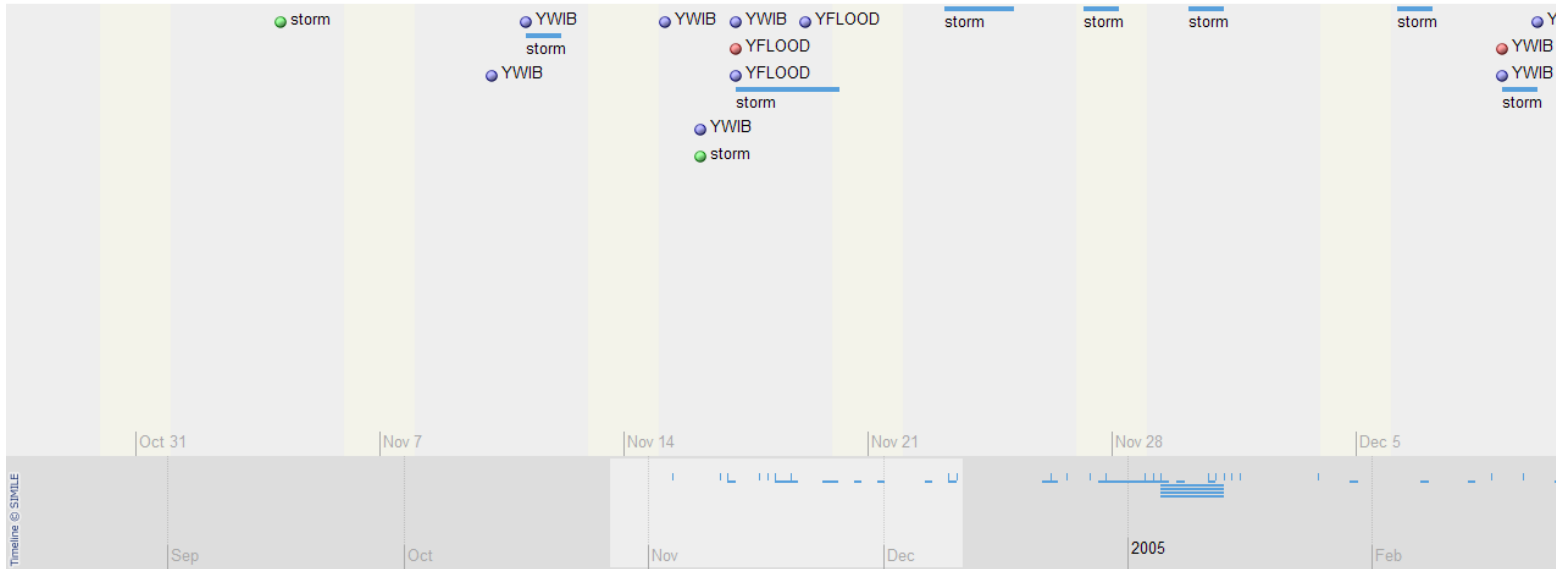 storm YWIB YWIB YWIB YFLOOD storm storm storm storm Y
storm YFLOOD YWIB
YWIB YFLOOD YWIB
storm storm
YWIB
storm
Oct 31 Nov 7 Nov 14 Nov 21 Nov 28 Dec 5
Timeline © SIMILE
Sep Oct Nov Dec 2005 Feb